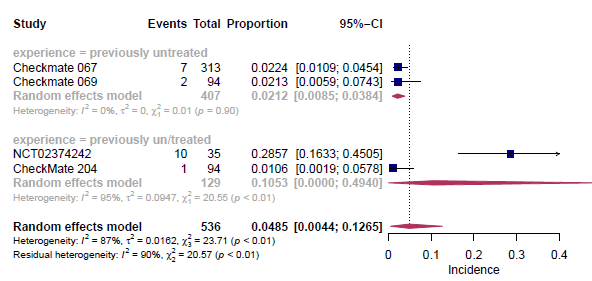 Study Events Total Proportion 95%−CI
experience = previously untreated
Checkmate 067 7 313 0.0224 [0.0109; 0.0454]
Checkmate 069 2 94 0.0213 [0.0059; 0.0743]
Random effects model 407 0.0212 [0.0085; 0.0384]
Heterogeneity: I² = 0%, τ² = 0, χ²₁ = 0.01 (p = 0.90)
experience = previously un/treated
NCT02374242 10 35 0.2857 [0.1633; 0.4505]
CheckMate 204 1 94 0.0106 [0.0019; 0.0578]
Random effects model 129 0.1053 [0.0000; 0.4940]
Heterogeneity: I² = 95%, τ² = 0.0947, χ²₁ = 20.55 (p < 0.01)
Random effects model 536 0.0485 [0.0044; 0.1265]
Heterogeneity: I² = 87%, τ² = 0.0162, χ²₃ = 23.71 (p < 0.01)
Residual heterogeneity: I² = 90%, χ²₂ = 20.57 (p < 0.01)
0 0.1 0.2 0.3 0.4
Incidence